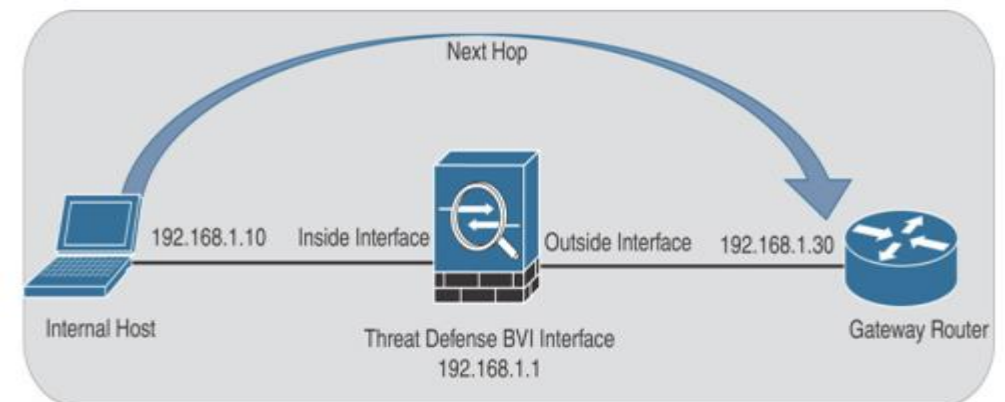 Next Hop
192.168.1.10
Inside Interface
Outside Interface
192.168.1.30
Internal Host
Threat Defense BVI Interface
192.168.1.1
Gateway Router